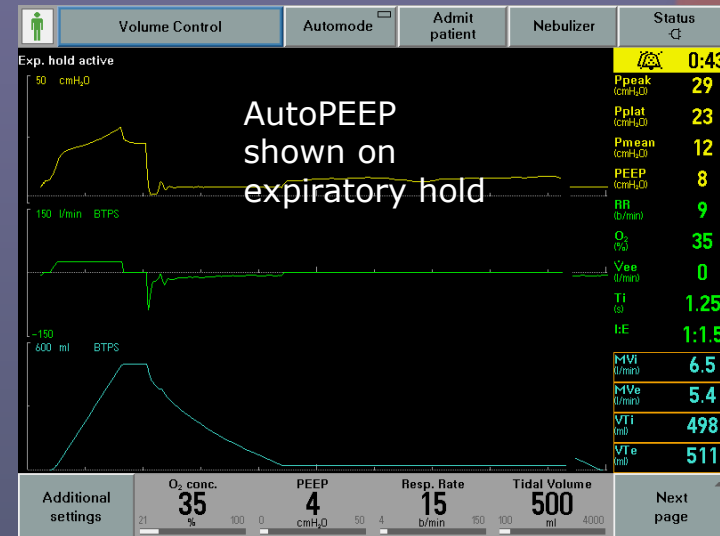 Volume Control
Automode
Admit
patient
Nebulizer
Status
Exp. hold active
0:43
50 cmH₂O
AutoPEEP
shown on
expiratory hold
Ppeak
(cmH₂O)
29
Pplat
(cmH₂O)
23
Pmean
(cmH₂O)
12
PEEP
(cmH₂O)
8
RR
(b/min)
9
O₂
(%)
35
V̇ee
(l/min)
0
Ti
(s)
1.25
I:E
1:1.5
150 l/min BTPS
-150
600 ml BTPS
MVi
(l/min)
6.5
MVe
(l/min)
5.4
VTi
(ml)
498
VTe
(ml)
511
Additional
settings
O₂ conc.
35
21 % 100
PEEP
4
0 cmH₂O 50
Resp. Rate
15
4 b/min 150
Tidal Volume
500
100 ml 4000
Next
page